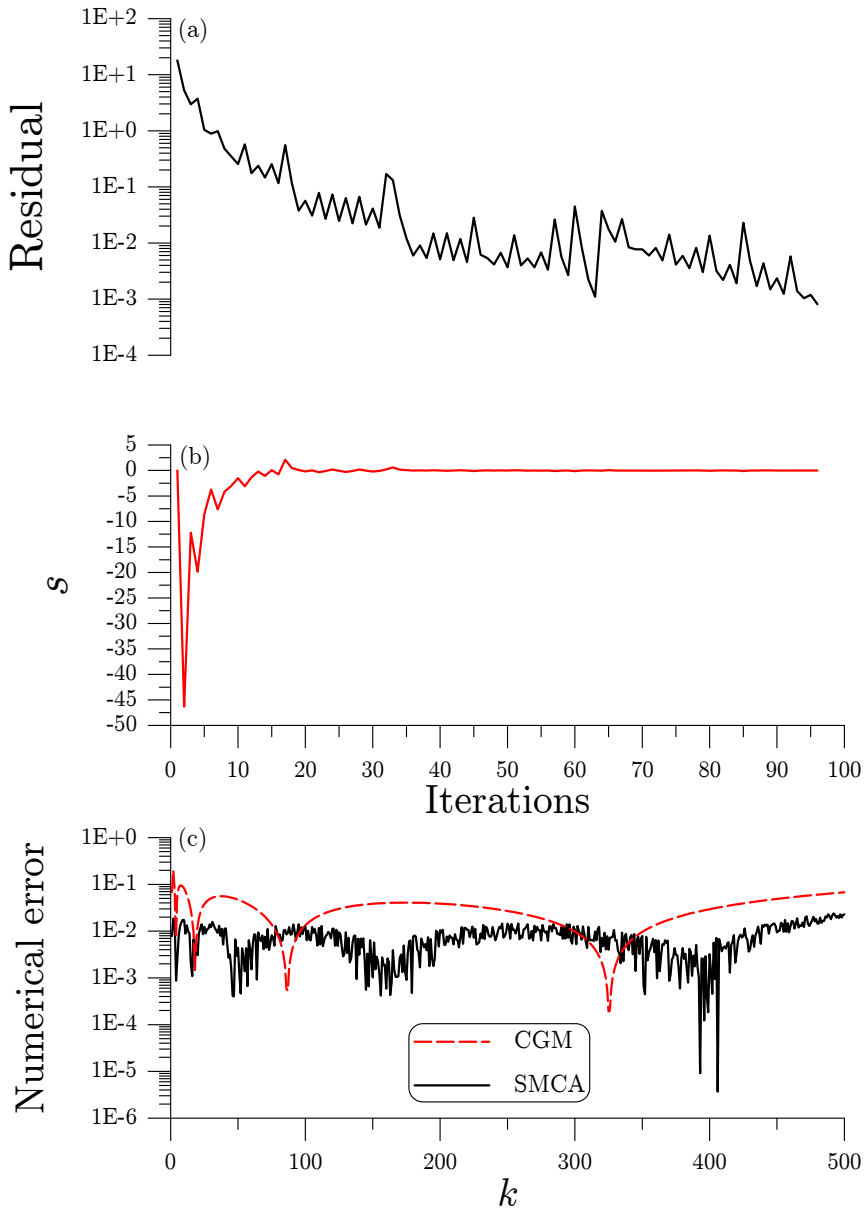 (a)
1E+2
1E+1
1E+0
1E-1
1E-2
1E-3
1E-4
Residual
(b)
5
0
-5
-10
-15
-20
-25
-30
-35
-40
-45
-50
s
0 10 20 30 40 50 60 70 80 90 100
Iterations
(c)
1E+0
1E-1
1E-2
1E-3
1E-4
1E-5
1E-6
Numerical error
CGM
SMCA
0 100 200 300 400 500
k